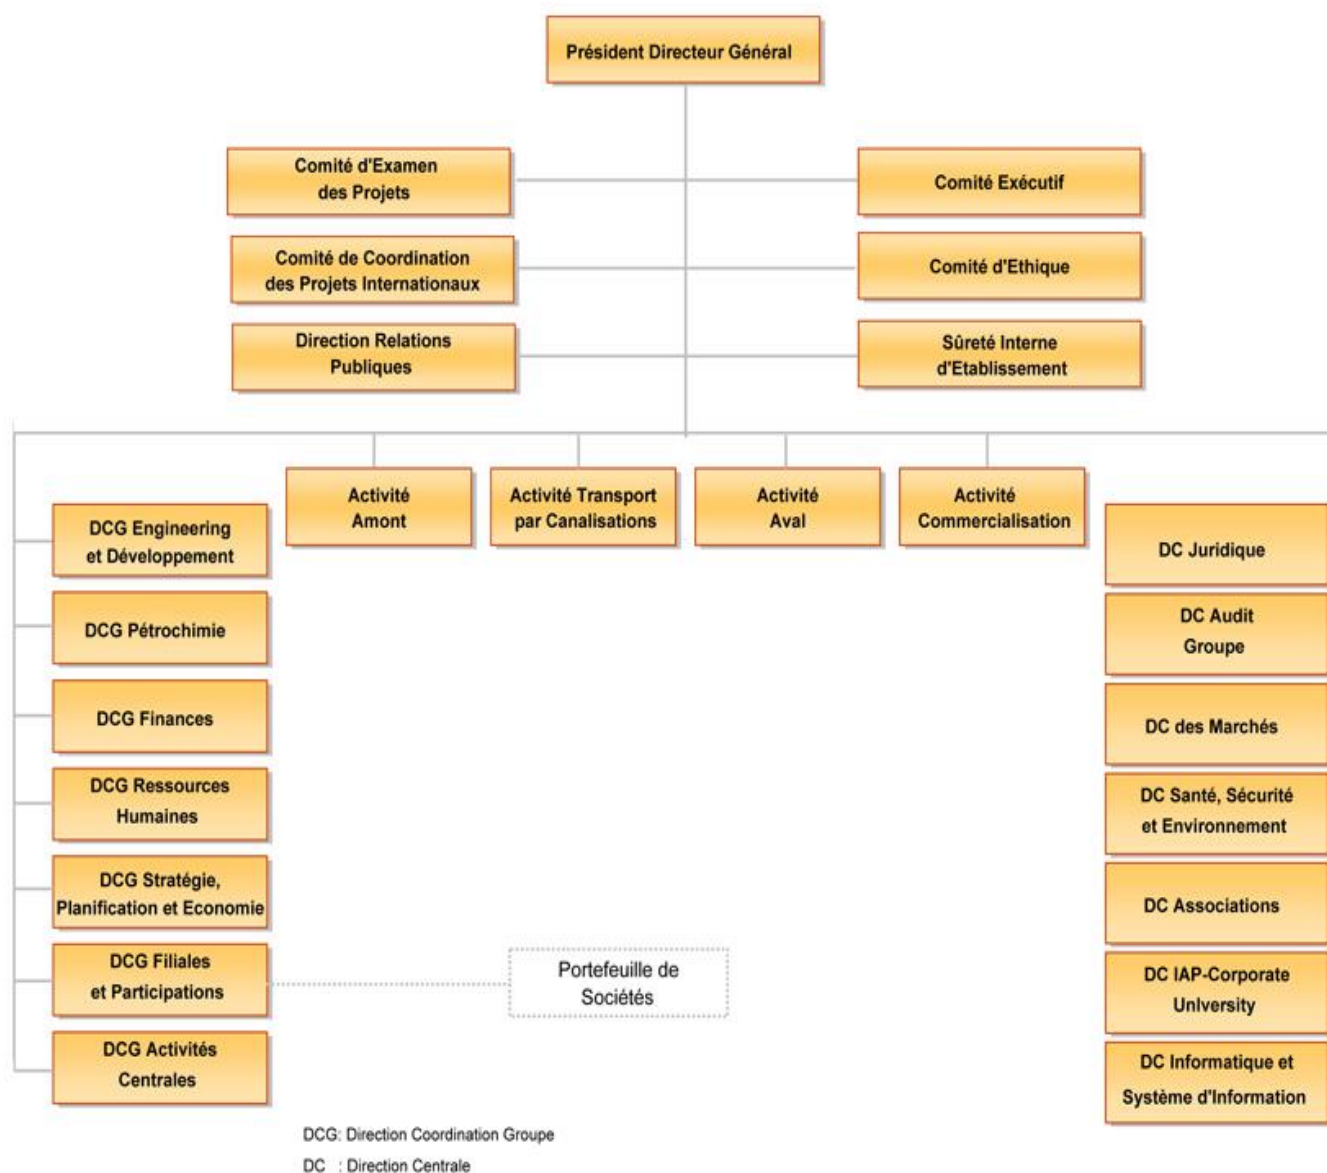 Président Directeur Général
Comité d'Examen
des Projets
Comité Exécutif
Comité de Coordination
des Projets Internationaux
Comité d'Ethique
Direction Relations
Publiques
Sûreté Interne
d'Etablissement
Activité
Amont
Activité Transport
par Canalisations
Activité
Aval
Activité
Commercialisation
DCG Engineering
et Développement
DCG Pétrochimie
DCG Finances
DCG Ressources
Humaines
DCG Stratégie,
Planification et Economie
DCG Filiales
et Participations
DCG Activités
Centrales
Portefeuille de
Sociétés
DC Juridique
DC Audit
Groupe
DC des Marchés
DC Santé, Sécurité
et Environnement
DC Associations
DC IAP-Corporate
University
DC Informatique et
Système d'Information
DCG: Direction Coordination Groupe
DC : Direction Centrale